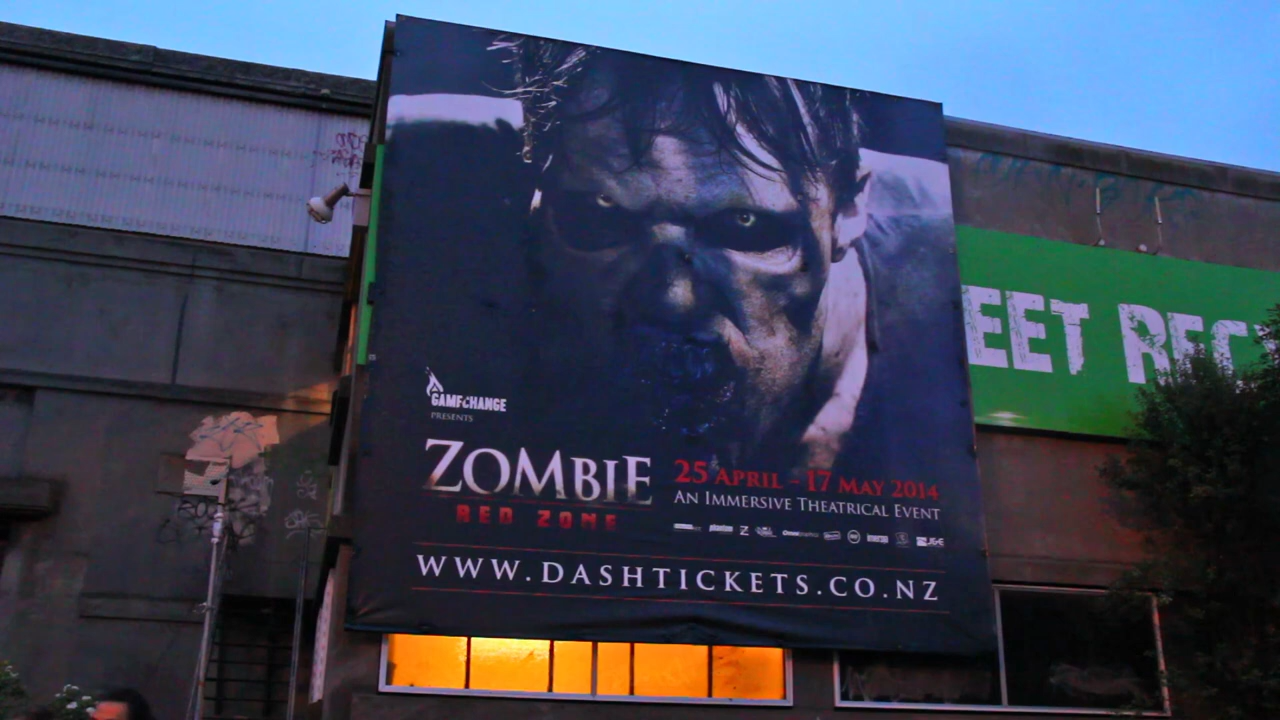 GAMECHANGE
PRESENTS
ZOMBIE
RED ZONE
25 APRIL - 17 MAY 2014
AN IMMERSIVE THEATRICAL EVENT
WWW.DASHTICKETS.CO.NZ
EET REC